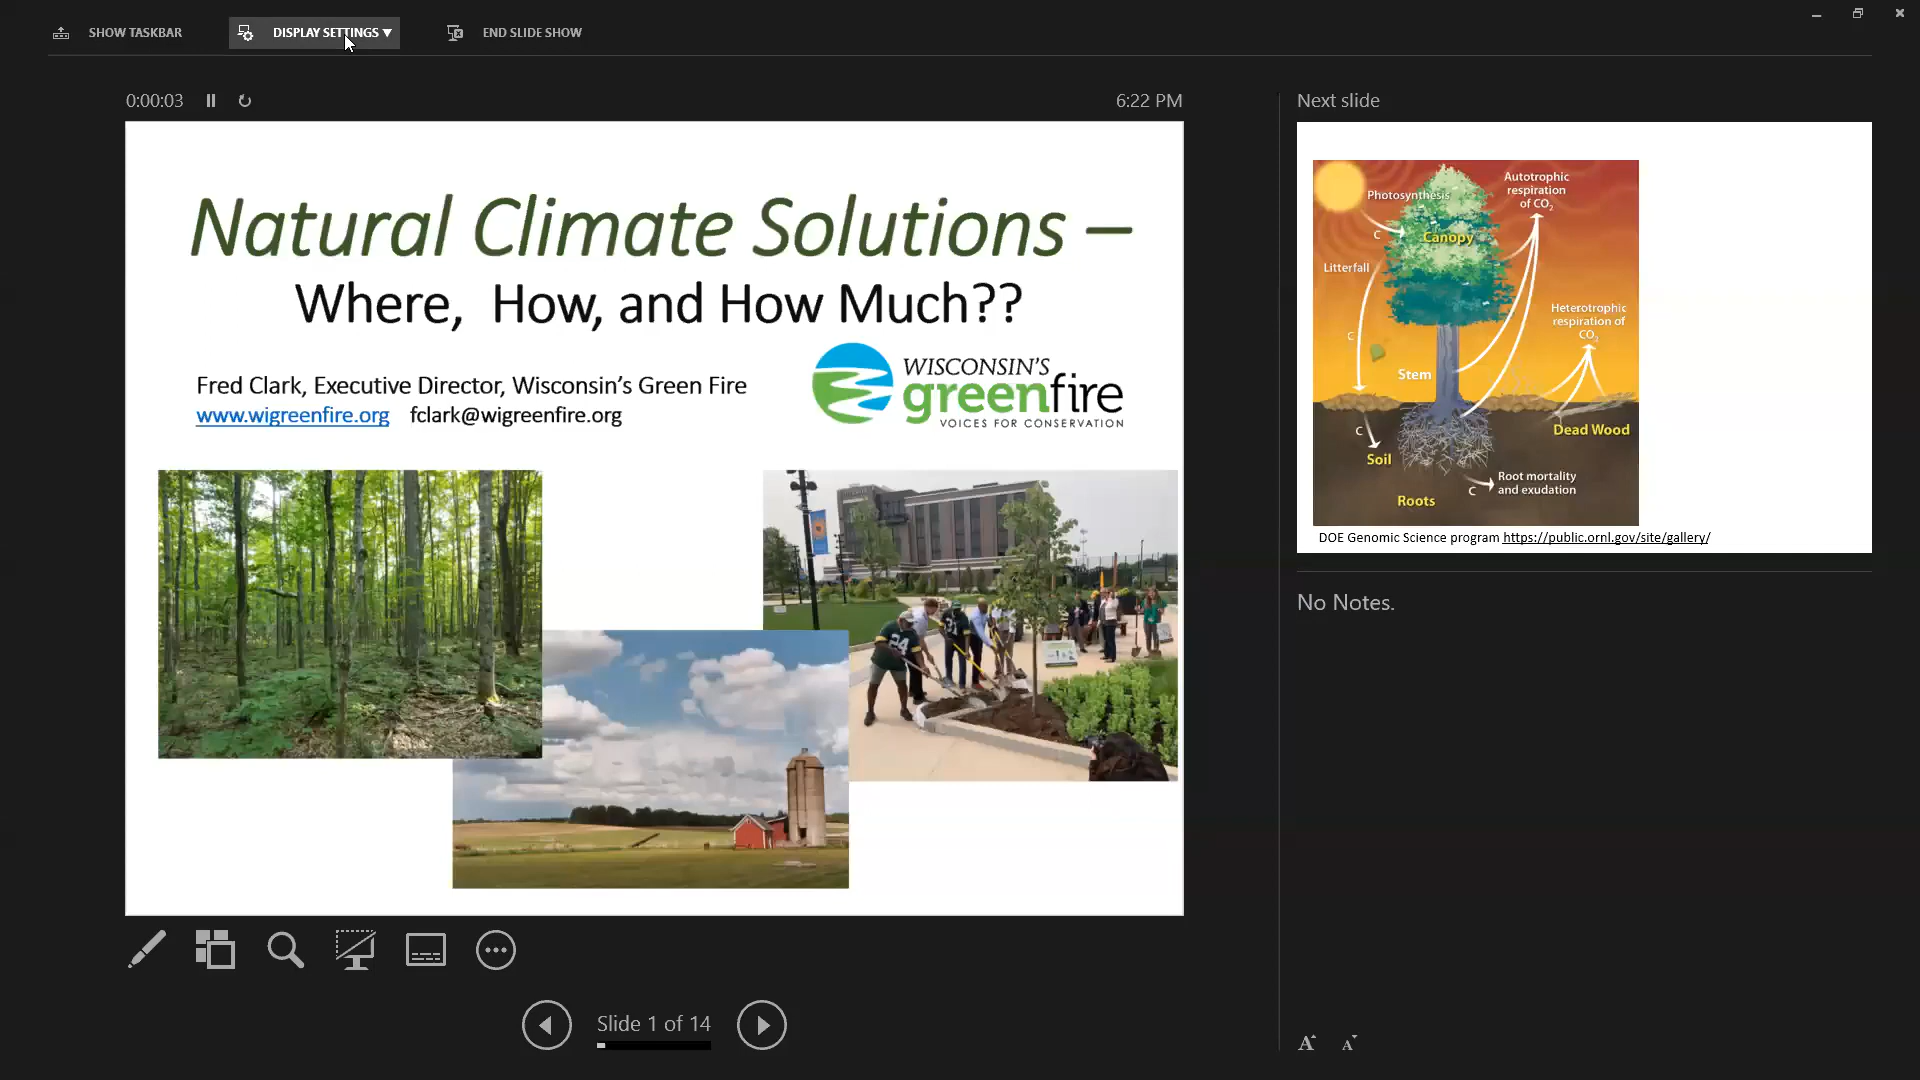 SHOW TASKBAR
DISPLAY SETTINGS ▼
END SLIDE SHOW
0:00:03
6:22 PM
Natural Climate Solutions –
Where, How, and How Much??
Fred Clark, Executive Director, Wisconsin's Green Fire
www.wigreenfire.org fclark@wigreenfire.org
WISCONSIN'S
greenfire
VOICES FOR CONSERVATION
24
31
Slide 1 of 14
Next slide
Photosynthesis
Autotrophic
respiration
of CO2
C
Canopy
Litterfall
Heterotrophic
respiration of
CO2
C
Stem
Dead Wood
C
Soil
Root mortality
and exudation
C
Roots
DOE Genomic Science program https://public.ornl.gov/site/gallery/
No Notes.
A A